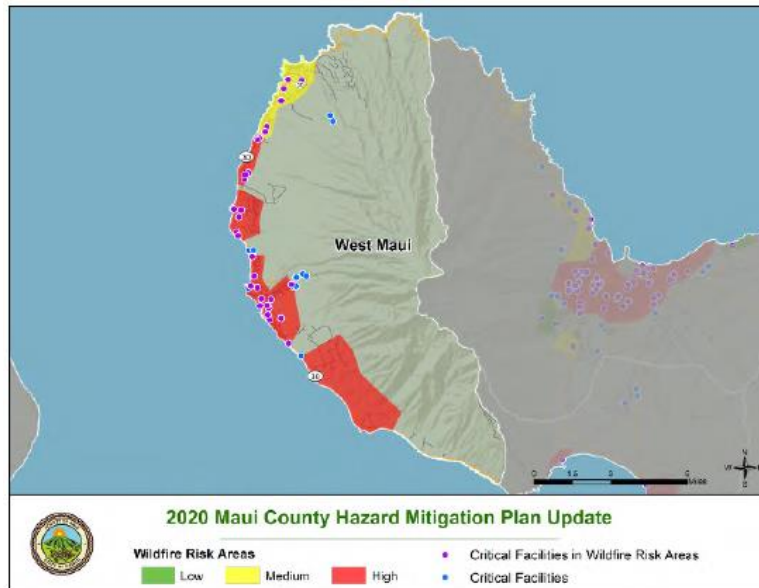 30
West Maui
30
2020 Maui County Hazard Mitigation Plan Update
Wildfire Risk Areas
Low
Medium
High
Critical Facilities in Wildfire Risk Areas
Critical Facilities